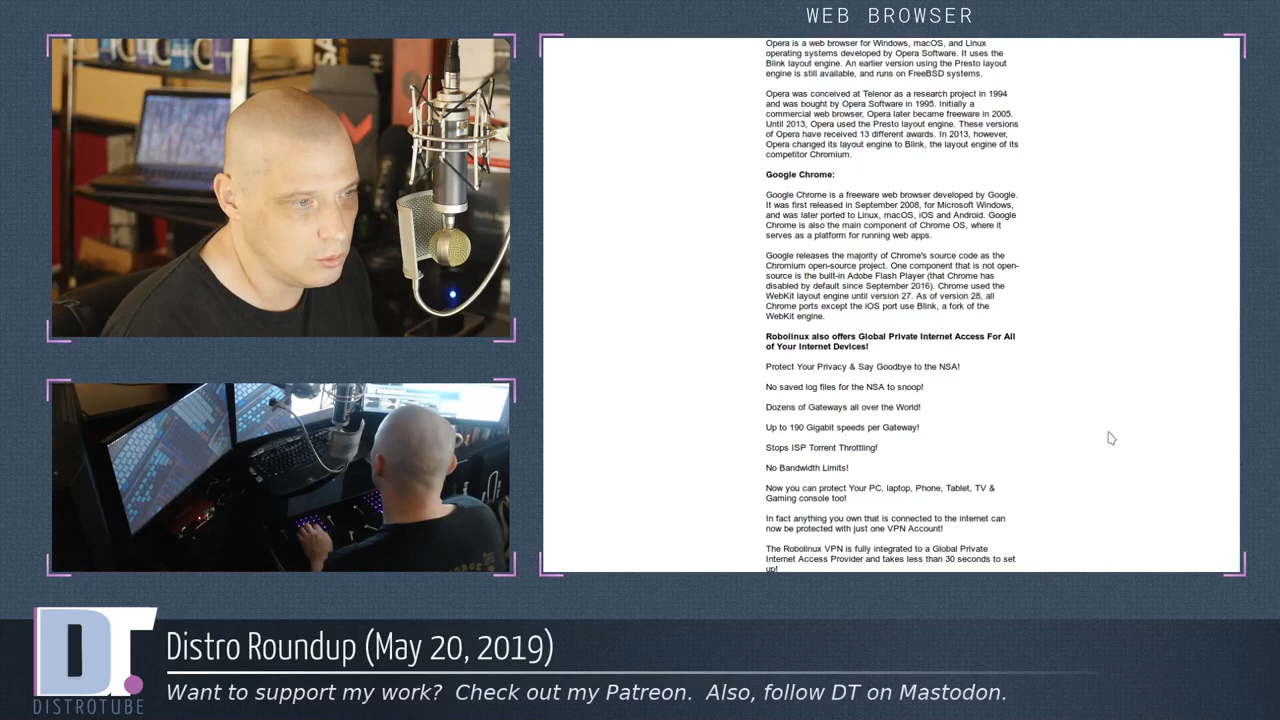 WEB BROWSER
Opera is a web browser for Windows, macOS, and Linux
operating systems developed by Opera Software. It uses the
Blink layout engine. An earlier version using the Presto layout
engine is still available, and runs on FreeBSD systems.
Opera was conceived at Telenor as a research project in 1994
and was bought by Opera Software in 1995. Initially a
commercial web browser, Opera later became freeware in 2005.
Until 2013, Opera used the Presto layout engine. These versions
of Opera have received 13 different awards. In 2013, however,
Opera changed its layout engine to Blink, the layout engine of its
competitor Chromium.
Google Chrome:
Google Chrome is a freeware web browser developed by Google.
It was first released in September 2008, for Microsoft Windows,
and was later ported to Linux, macOS, iOS and Android. Google
Chrome is also the main component of Chrome OS, where it
serves as a platform for running web apps.
Google releases the majority of Chrome's source code as the
Chromium open-source project. One component that is not open-
source is the built-in Adobe Flash Player (that Chrome has
disabled by default since September 2016). Chrome used the
WebKit layout engine until version 27. As of version 28, all
Chrome ports except the iOS port use Blink, a fork of the
WebKit engine.
Robolinux also offers Global Private Internet Access For All
of Your Internet Devices!
Protect Your Privacy & Say Goodbye to the NSA!
No saved log files for the NSA to snoop!
Dozens of Gateways all over the World!
Up to 190 Gigabit speeds per Gateway!
Stops ISP Torrent Throttling!
No Bandwidth Limits!
Now you can protect Your PC, laptop, Phone, Tablet, TV &
Gaming console too!
In fact anything you own that is connected to the internet can
now be protected with just one VPN Account!
The Robolinux VPN is fully integrated to a Global Private
Internet Access Provider and takes less than 30 seconds to set
up!
DT
DISTROTUBE
Distro Roundup (May 20, 2019)
Want to support my work? Check out my Patreon. Also, follow DT on Mastodon.